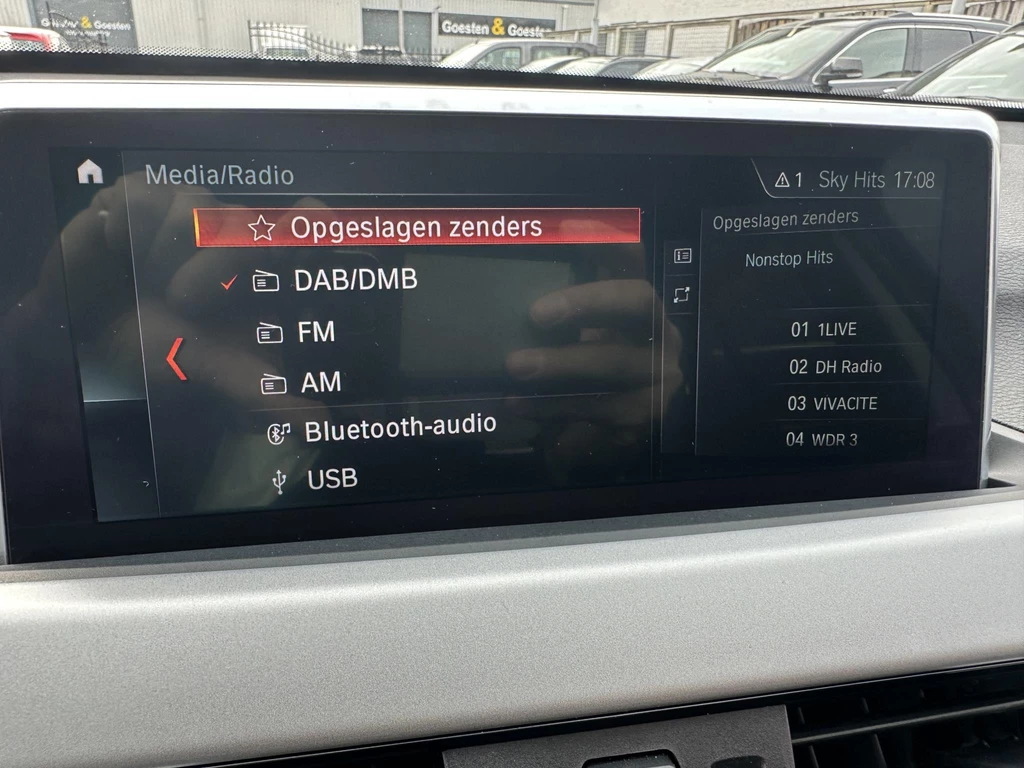 Goesten & Goeste
Media/Radio
1 Sky Hits 17:08
Opgeslagen zenders
DAB/DMB
FM
AM
Bluetooth-audio
USB
Opgeslagen zenders
Nonstop Hits
01 1LIVE
02 DH Radio
03 VIVACITE
04 WDR 3